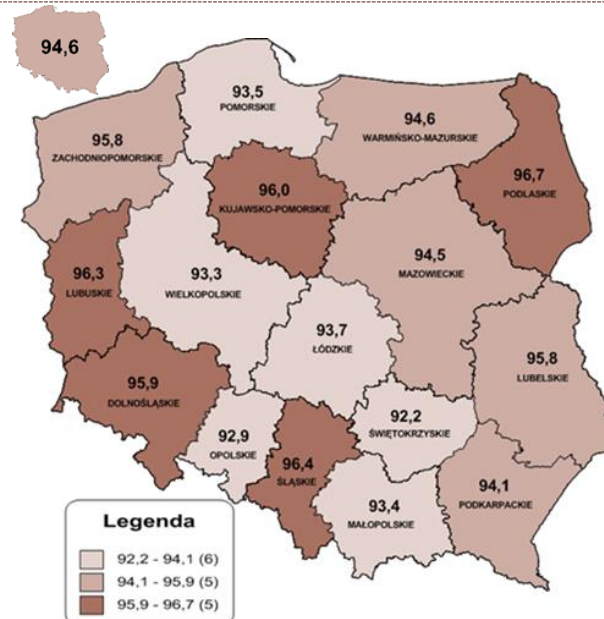 94,6
93,5
POMORSKIE
94,6
WARMIŃSKO-MAZURSKIE
95,8
ZACHODNIOPOMORSKIE
96,7
PODLASKIE
96,0
KUJAWSKO-POMORSKIE
94,5
MAZOWIECKIE
96,3
LUBUSKIE
93,3
WIELKOPOLSKIE
93,7
ŁÓDZKIE
95,8
LUBELSKIE
95,9
DOLNOŚLĄSKIE
92,2
ŚWIĘTOKRZYSKIE
92,9
OPOLSKIE
96,4
ŚLĄSKIE
94,1
PODKARPACKIE
93,4
MAŁOPOLSKIE
Legenda
92,2 - 94,1 (6)
94,1 - 95,9 (5)
95,9 - 96,7 (5)